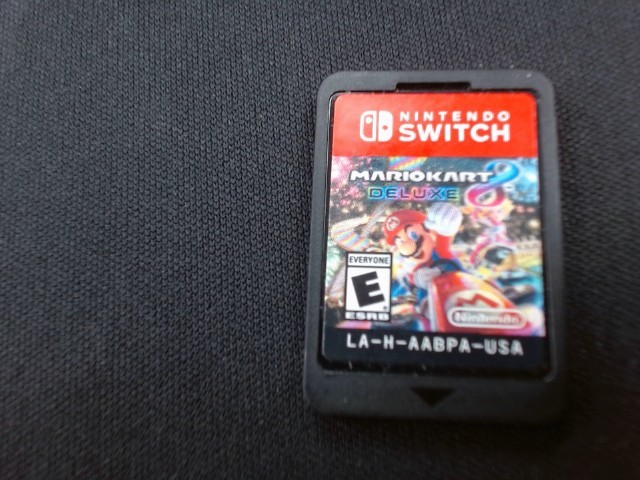 NINTENDO
SWITCH
MARIOKART 8
DELUXE
EVERYONE
E
ESRB
Nintendo
LA-H-AABPA-USA